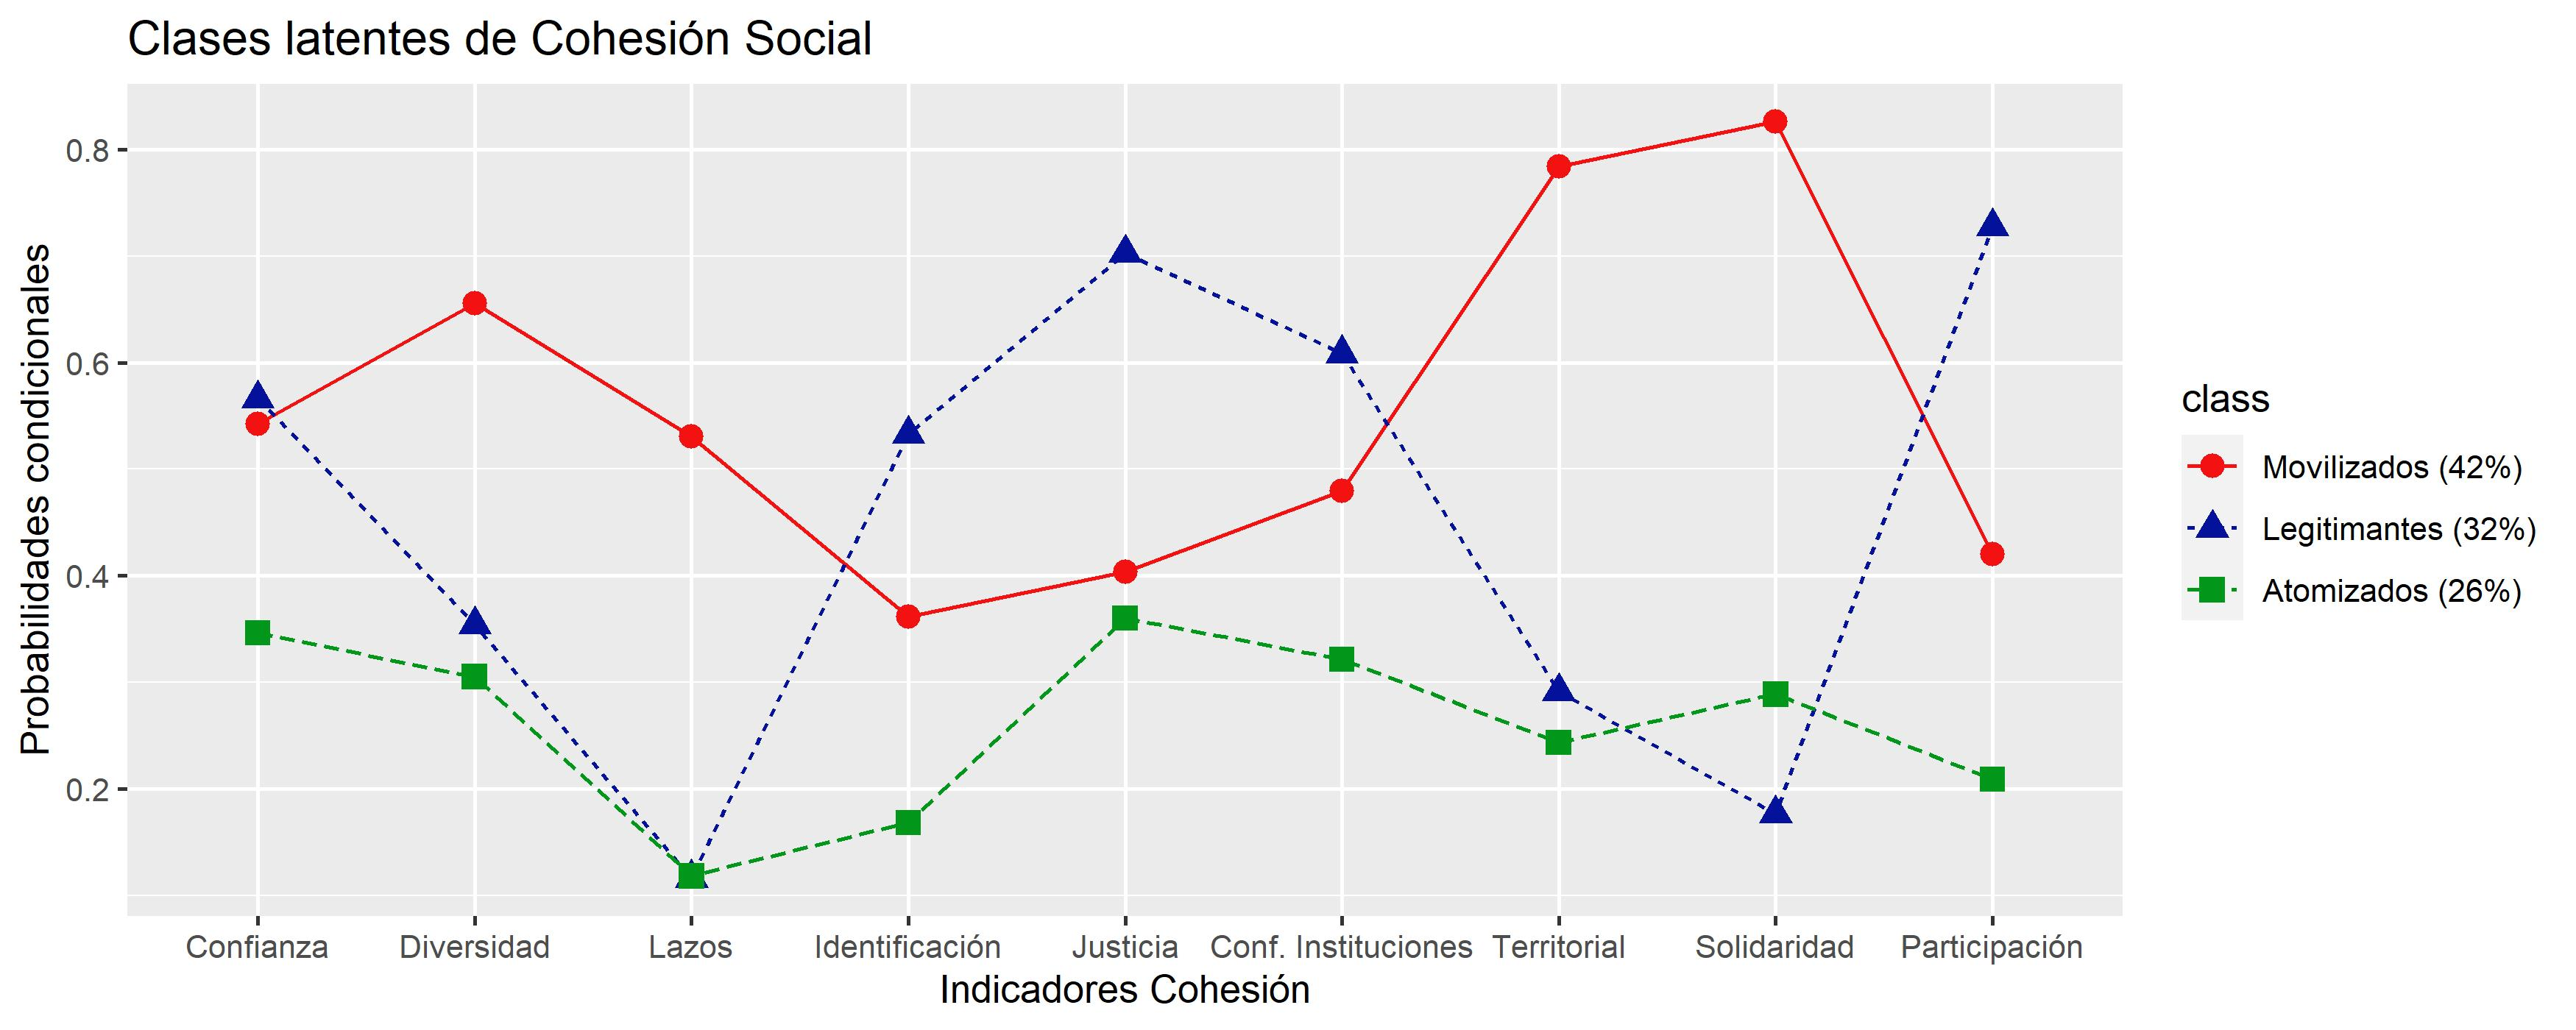 Clases latentes de Cohesión Social
Probabilidades condicionales
0.8
0.6
0.4
0.2
Confianza
Diversidad
Lazos
Identificación
Justicia
Conf. Instituciones
Territorial
Solidaridad
Participación
Indicadores Cohesión
class
Movilizados (42%)
Legitimantes (32%)
Atomizados (26%)